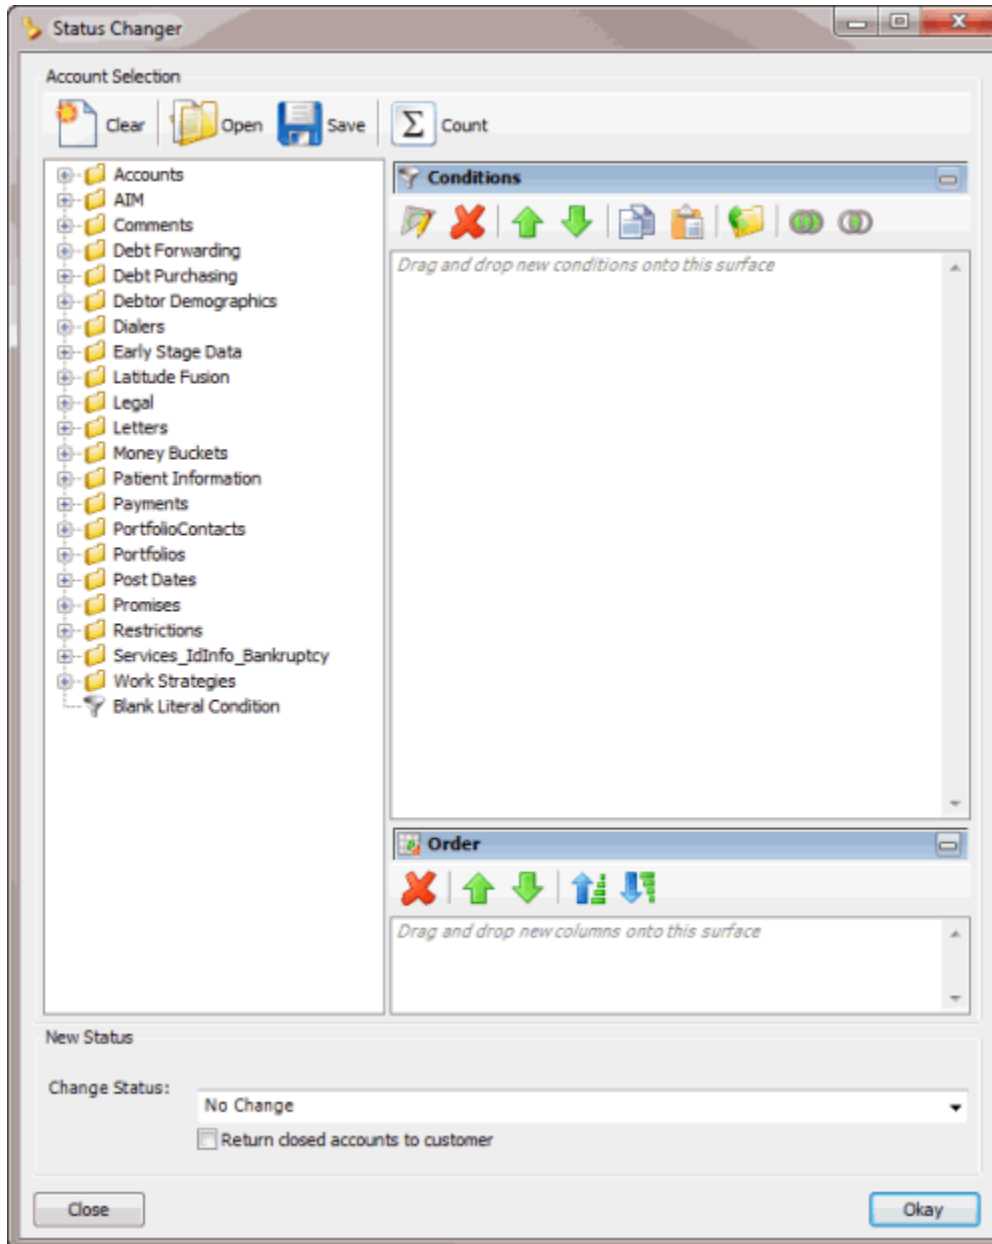 Status Changer
Account Selection
Clear Open Save Σ Count
Accounts
AIM
Comments
Debt Forwarding
Debt Purchasing
Debtor Demographics
Dialers
Early Stage Data
Latitude Fusion
Legal
Letters
Money Buckets
Patient Information
Payments
PortfolioContacts
Portfolios
Post Dates
Promises
Restrictions
Services_IdInfo_Bankruptcy
Work Strategies
Blank Literal Condition
Conditions
Drag and drop new conditions onto this surface
Order
Drag and drop new columns onto this surface
New Status
Change Status:
No Change
Return closed accounts to customer
Close Okay